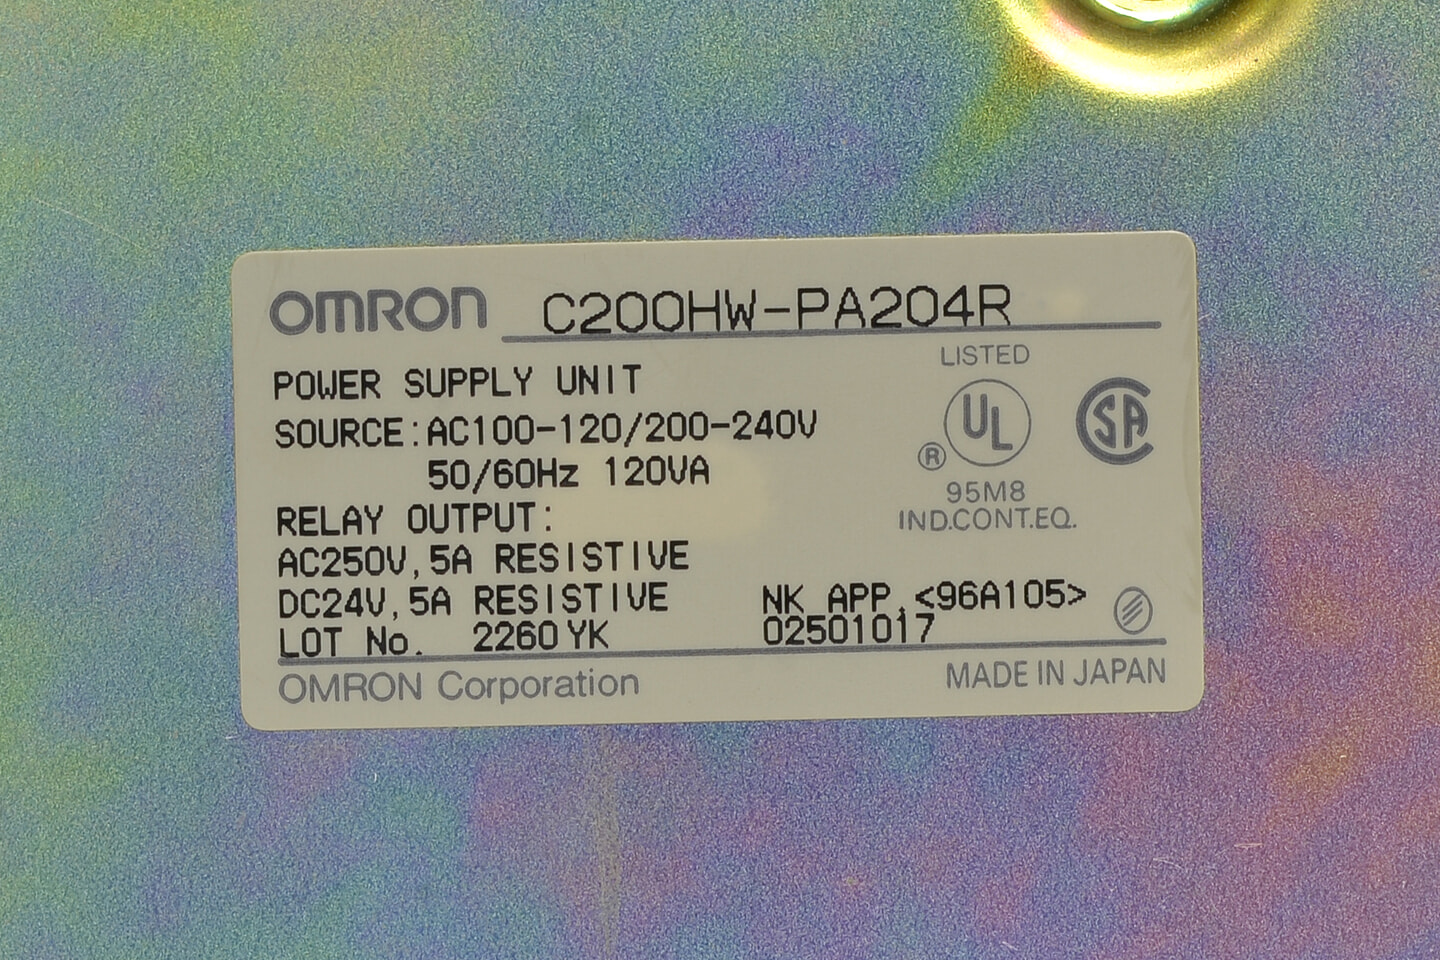 OMRON C200HW-PA204R
POWER SUPPLY UNIT
LISTED
SOURCE:AC100-120/200-240V
UL
SA
®
50/60Hz 120VA
95M8
IND.CONT.EQ.
RELAY OUTPUT:
AC250V,5A RESISTIVE
DC24V,5A RESISTIVE
NK APP.<96A105>
LOT No. 2260YK
02501017
OMRON Corporation
MADE IN JAPAN